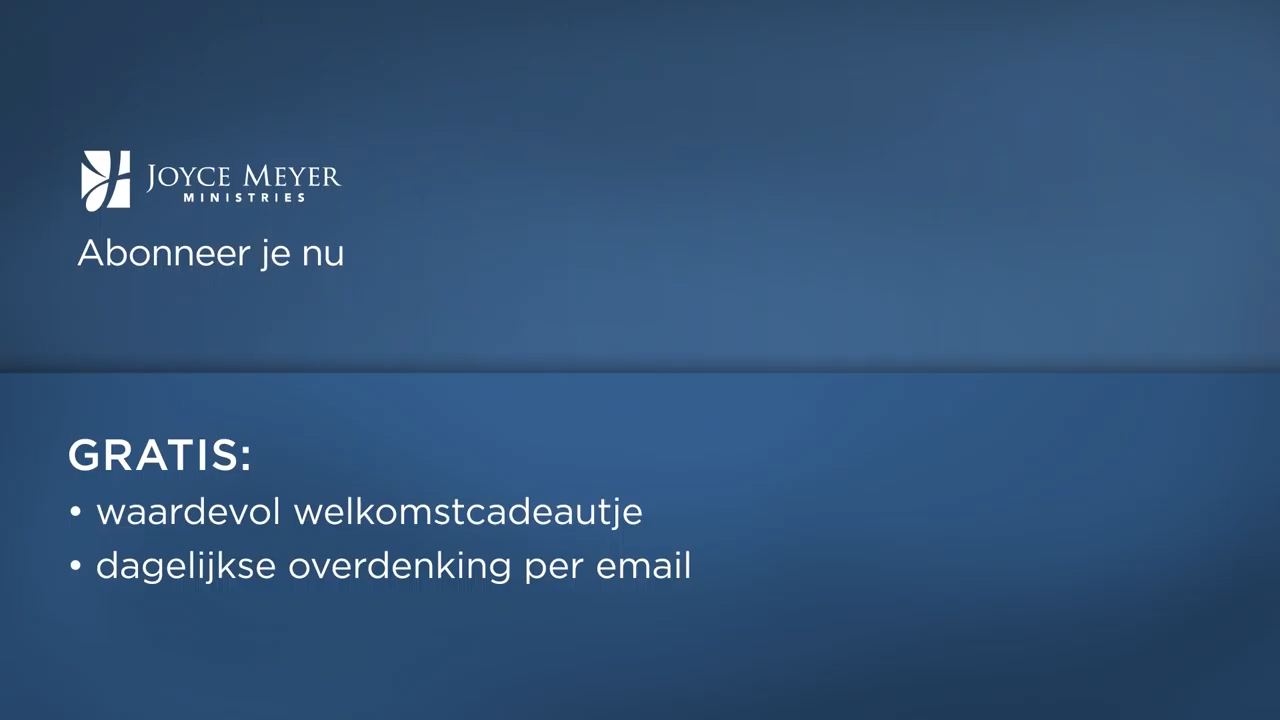 JOYCE MEYER
MINISTRIES
Abonneer je nu
GRATIS:
• waardevol welkomstcadeautje
• dagelijkse overdenking per email